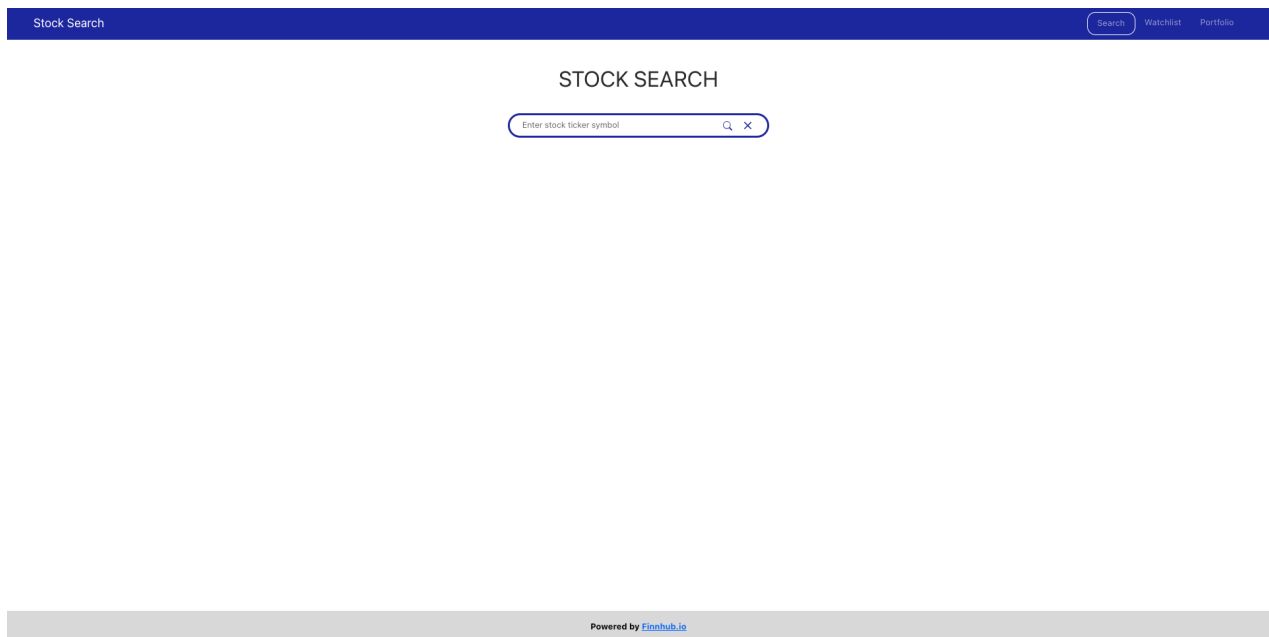 Stock Search
Search Watchlist Portfolio
STOCK SEARCH
Enter stock ticker symbol
Powered by Finnhub.io